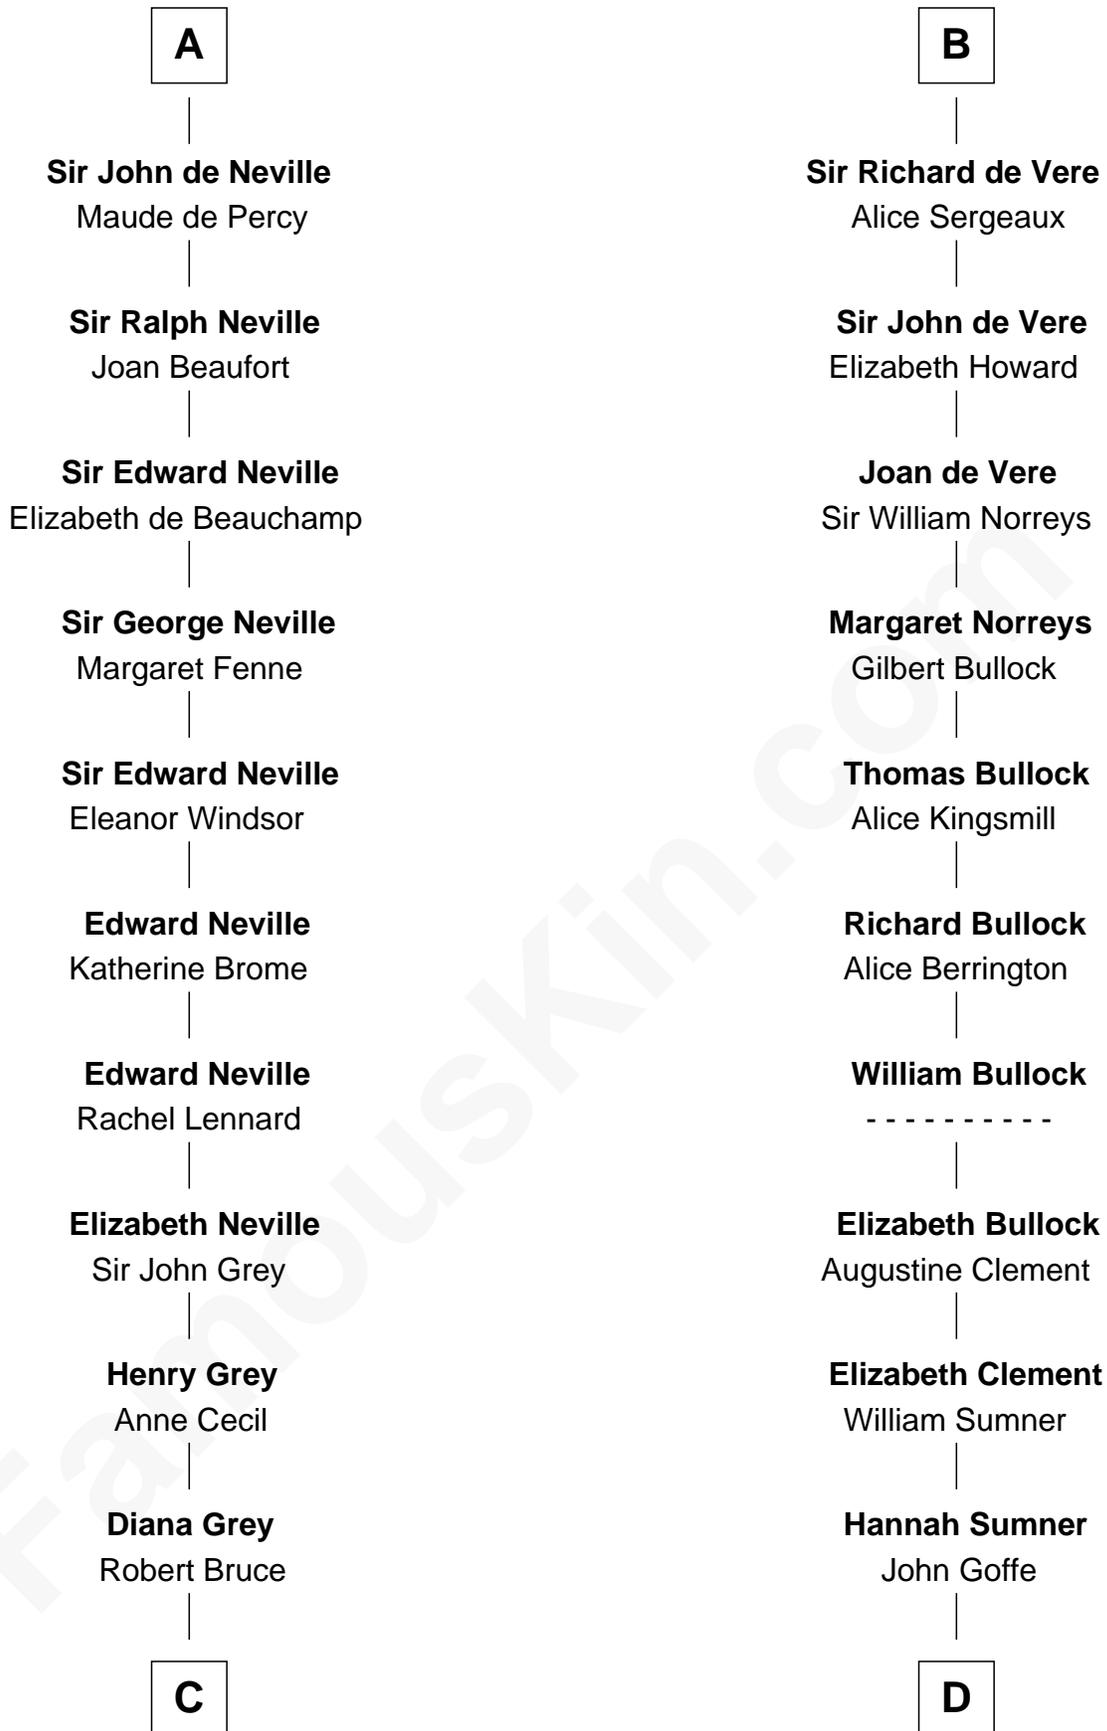 A
Sir John de Neville
Maude de Percy
Sir Ralph Neville
Joan Beaufort
Sir Edward Neville
Elizabeth de Beauchamp
Sir George Neville
Margaret Fenne
Sir Edward Neville
Eleanor Windsor
Edward Neville
Katherine Brome
Edward Neville
Rachel Lennard
Elizabeth Neville
Sir John Grey
Henry Grey
Anne Cecil
Diana Grey
Robert Bruce
C
B
Sir Richard de Vere
Alice Sergeaux
Sir John de Vere
Elizabeth Howard
Joan de Vere
Sir William Norreys
Margaret Norreys
Gilbert Bullock
Thomas Bullock
Alice Kingsmill
Richard Bullock
Alice Berrington
William Bullock
- - - - - - - - - -
Elizabeth Bullock
Augustine Clement
Elizabeth Clement
William Sumner
Hannah Sumner
John Goffe
D
FamousKin.com